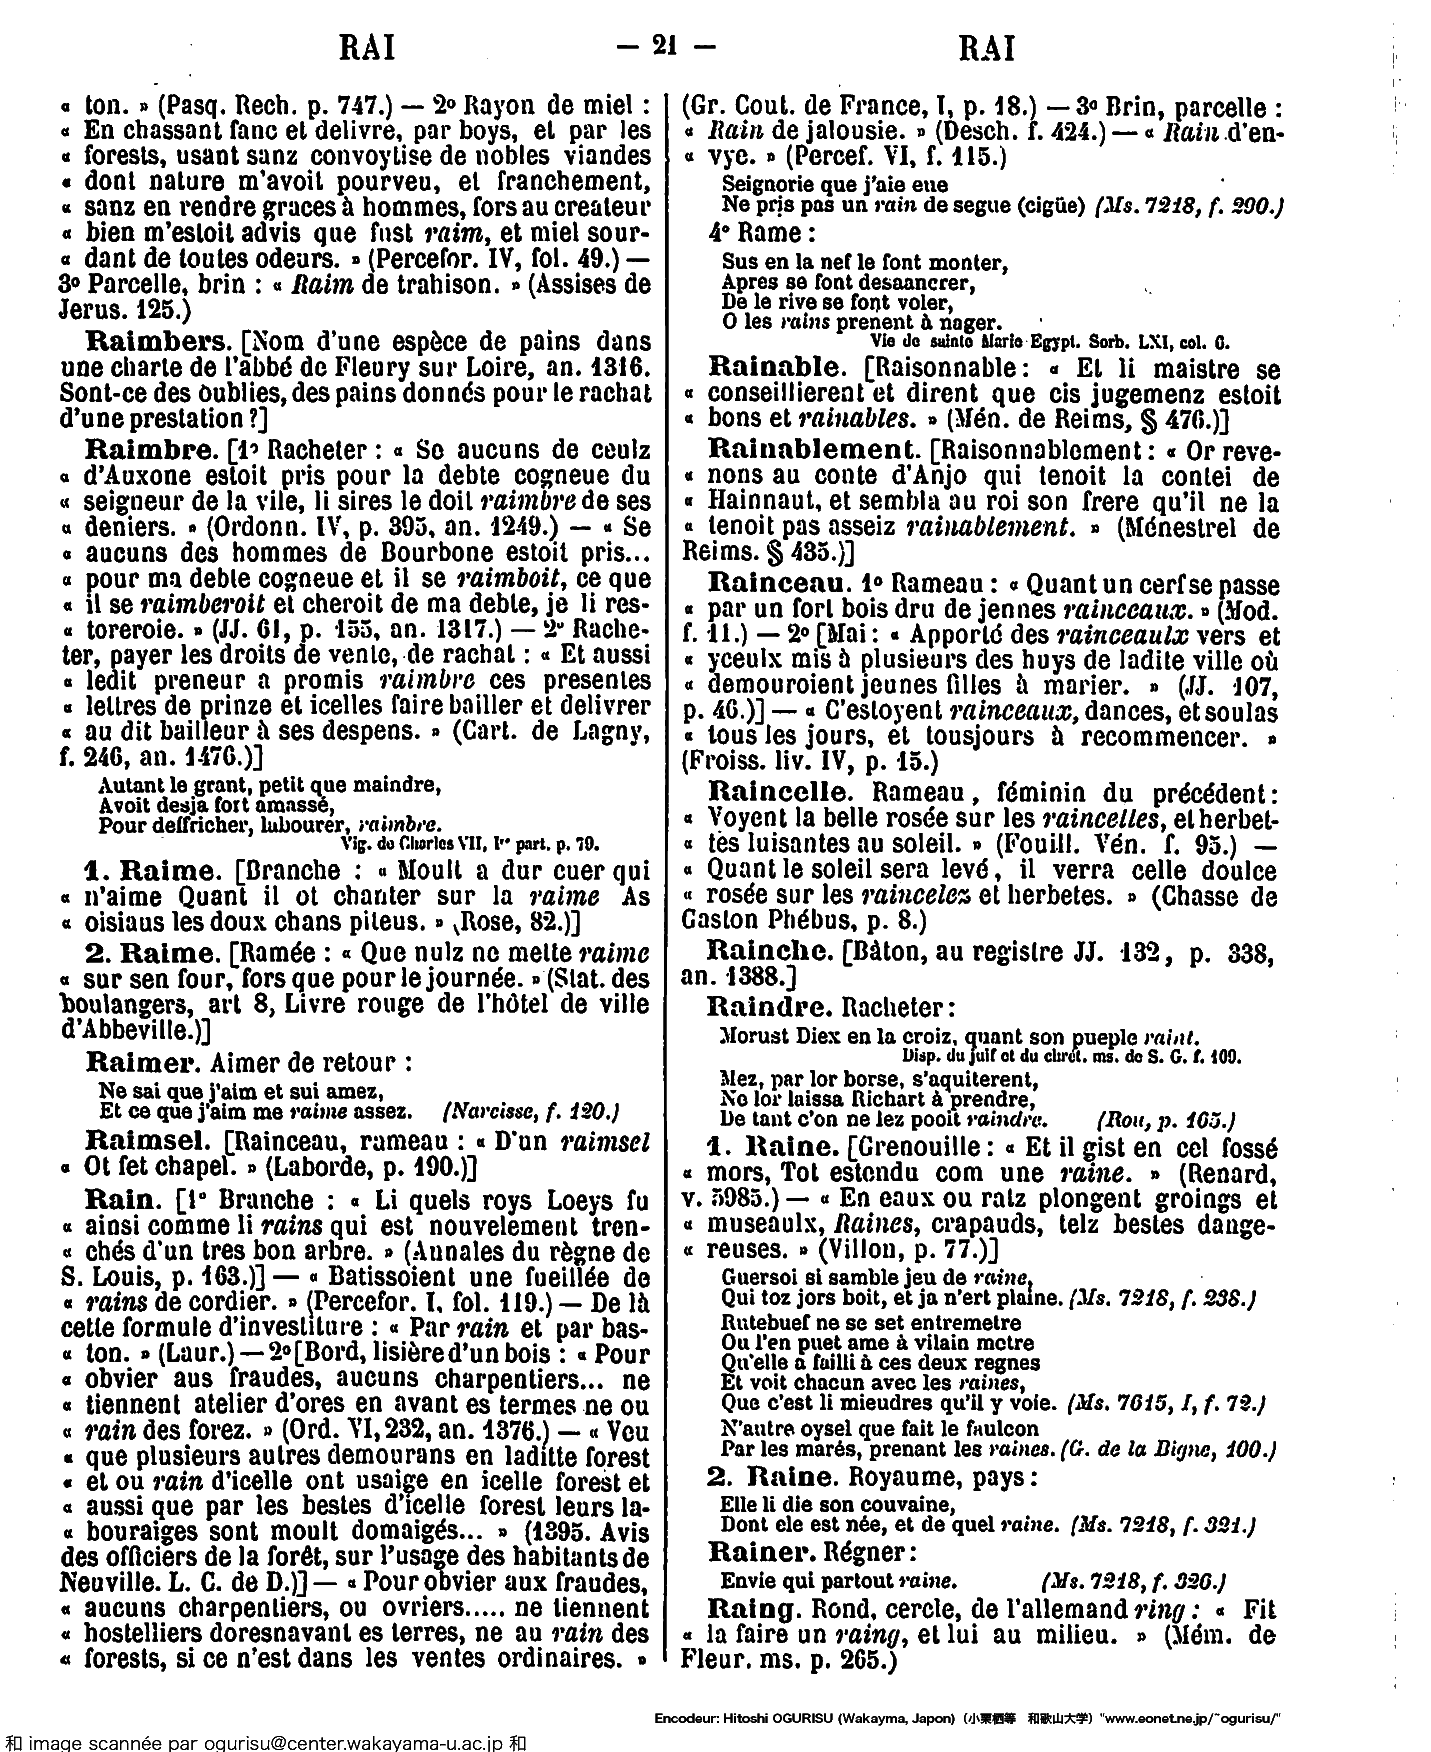 RAI — 21 — RAI
« ton. » (Pasq. Rech. p. 747.) — 2º Rayon de miel :
« En chassant fanc et delivre, par boys, et par les
« forests, usant sanz convoytise de nobles viandes
« dont nature m'avoit pourveu, et franchement,
« sanz en rendre graces à hommes, fors au createur
« bien m'estoit advis que fust raim, et miel sour-
« dant de toutes odeurs. » (Percefor. IV, fol. 49.) —
3º Parcelle, brin : « Raim de trahison. » (Assises de
Jerus. 125.)
Raimbers. [Nom d'une espèce de pains dans
une charte de l'abbé de Fleury sur Loire, an. 1316.
Sont-ce des oublies, des pains donnés pour le rachat
d'une prestation ?]
Raimbre. [1º Racheter : « Se aucuns de ceulz
« d'Auxone estoit pris pour la debte cogneue du
« seigneur de la vile, li sires le doit raimbre de ses
« deniers. » (Ordonn. IV, p. 395, an. 1249.) — « Se
« aucuns des hommes de Bourbone estoit pris...
« pour ma debte cogneue et il se raimboit, ce que
« il se raimberoit et cheroit de ma debte, je li res-
« toreroie. » (JJ. 61, p. 155, an. 1317.) — 2º Rache-
ter, payer les droits de vente, de rachat : « Et aussi
« ledit preneur a promis raimbre ces presentes
« lettres de prinze et icelles faire bailler et delivrer
« au dit bailleur à ses despens. » (Cart. de Lagny,
f. 246, an. 1476.)]
Autant le grant, petit que maindre,
Avoit desja fort amassé,
Pour deffricher, labourer, raimbre.
Vig. de Charles VII, Iʳᵉ part. p. 79.
1. Raime. [Branche : « Moult a dur cuer qui
« n'aime Quant il ot chanter sur la raime As
« oisiaus les doux chans piteus. » (Rose, 82.)]
2. Raime. [Ramée : « Que nulz ne mette raime
« sur sen four, fors que pour le journée. » (Stat. des
boulangers, art 8, Livre rouge de l'hôtel de ville
d'Abbeville.)]
Raimer. Aimer de retour :
Ne sai que j'aim et sui amez,
Et ce que j'aim me raime assez. (Narcisse, f. 120.)
Raimsel. [Rainceau, rameau : « D'un raimsel
« Ot fet chapel. » (Laborde, p. 190.)]
Rain. [1º Branche : « Li quels roys Loeys fu
« ainsi comme li rains qui est nouvelement tren-
« chés d'un tres bon arbre. » (Annales du règne de
S. Louis, p. 163.)] — « Batissoient une fueillée de
« rains de cordier. » (Percefor. I, fol. 119.) — De là
cette formule d'investiture : « Par rain et par bas-
« ton. » (Laur.) — 2º [Bord, lisière d'un bois : « Pour
« obvier aus fraudes, aucuns charpentiers... ne
« tiennent atelier d'ores en avant es termes ne ou
« rain des forez. » (Ord. VI, 232, an. 1376.) — « Veu
« que plusieurs autres demourans en laditte forest
« et ou rain d'icelle ont usaige en icelle forest et
« aussi que par les bestes d'icelle forest leurs la-
« bouraiges sont moult domaigés... » (1395. Avis
des officiers de la forêt, sur l'usage des habitants de
Neuville. L. C. de D.)] — « Pour obvier aux fraudes,
« aucuns charpentiers, ou ovriers..... ne tiennent
« hostelliers doresnavant es terres, ne au rain des
« forests, si ce n'est dans les ventes ordinaires. »
(Gr. Cout. de France, I, p. 18.) — 3º Brin, parcelle :
« Rain de jalousie. » (Desch. f. 424.) — « Rain d'en-
« vye. » (Percef. VI, f. 115.)
Seignorie que j'aie eue
Ne pris pas un rain de segue (cigüe) (Ms. 7218, f. 290.)
4º Rame :
Sus en la nef le font monter,
Apres se font desaancrer,
De le rive se font voler,
O les rains prenent à nager.
Vie de sainte Marie Egypt. Sorb. LXI, col. 6.
Rainable. [Raisonnable : « Et li maistre se
« conseillierent et dirent que cis jugemenz estoit
« bons et rainables. » (Mén. de Reims, § 476.)]
Rainablement. [Raisonnablement : « Or reve-
« nons au conte d'Anjo qui tenoit la contei de
« Hainnaut, et sembla au roi son frere qu'il ne la
« tenoit pas asseiz rainablement. » (Ménestrel de
Reims. § 435.)]
Rainceau. 1º Rameau : « Quant un cerf se passe
« par un fort bois dru de jennes rainceaux. » (Mod.
f. 11.) — 2º [Mai : « Apporté des rainceaulx vers et
« yceulx mis à plusieurs des huys de ladite ville où
« demouroient jeunes filles à marier. » (JJ. 107,
p. 46.)] — « C'estoyent rainceaux, dances, et soulas
« tous les jours, et tousjours à recommencer. »
(Froiss. liv. IV, p. 15.)
Raincelle. Rameau, féminin du précédent :
« Voyent la belle rosée sur les raincelles, et herbet-
« tes luisantes au soleil. » (Fouill. Vén. f. 95.) —
« Quant le soleil sera levé, il verra celle doulce
« rosée sur les rainceles et herbetes. » (Chasse de
Gaston Phébus, p. 8.)
Rainche. [Bâton, au registre JJ. 132, p. 338,
an. 1388.]
Raindre. Racheter :
Morust Diex en la croiz, quant son pueple raint.
Disp. du juif et du chrét. ms. de S. G. f. 109.
Mez, par lor borse, s'aquiterent,
No lor laissa Richart à prendre,
De tant c'on ne lez pooit raindre. (Rou, p. 165.)
1. Raine. [Grenouille : « Et il gist en cel fossé
« mors, Tot estendu com une raine. » (Renard,
v. 5985.) — « En eaux ou ratz plongent groings et
« museaulx, Raines, crapauds, telz bestes dange-
« reuses. » (Villon, p. 77.)]
Guersoi si samble jeu de raine,
Qui toz jors boit, et ja n'ert plaine. (Ms. 7218, f. 238.)
Rutebuef ne se set entremetre
Ou l'en puet ame à vilain metre
Qu'elle a failli à ces deux regnes
Et voit chacun avec les raines,
Que c'est li mieudres qu'il y voie. (Ms. 7615, I, f. 72.)
N'autre oysel que fait le faulcon
Par les marés, prenant les raines. (G. de la Bigne, 100.)
2. Raine. Royaume, pays :
Elle li die son couvaine,
Dont ele est née, et de quel raine. (Ms. 7218, f. 321.)
Rainer. Régner :
Envie qui partout raine. (Ms. 7218, f. 326.)
Raing. Rond, cercle, de l'allemand ring : « Fit
« la faire un raing, et lui au milieu. » (Mém. de
Fleur. ms. p. 265.)
Encodeur: Hitoshi OGURISU (Wakayma, Japon) (小栗栖等 和歌山大学) "www.eonet.ne.jp/~ogurisu/"
和 image scannée par ogurisu@center.wakayama-u.ac.jp 和